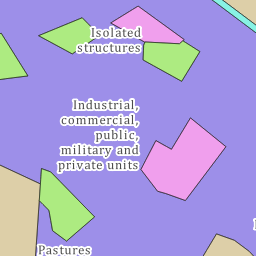 Isolated
structures
Industrial,
commercial,
public,
military and
private units
Pastures